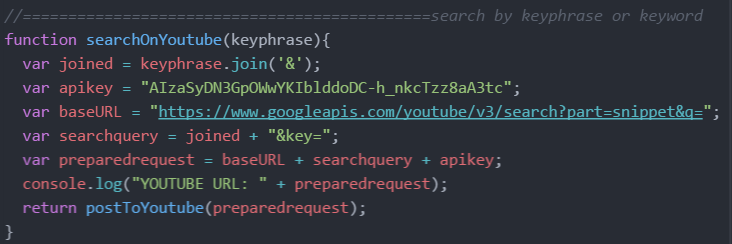 //=============================================search by keyphrase or keyword
function searchOnYoutube(keyphrase){
var joined = keyphrase.join('&');
var apikey = "AIzaSyDN3GpOWwYKIblddoDC-h_nkcTzz8aA3tc";
var baseURL = "https://www.googleapis.com/youtube/v3/search?part=snippet&q=";
var searchquery = joined + "&key=";
var preparedrequest = baseURL + searchquery + apikey;
console.log("YOUTUBE URL: " + preparedrequest);
return postToYoutube(preparedrequest);
}